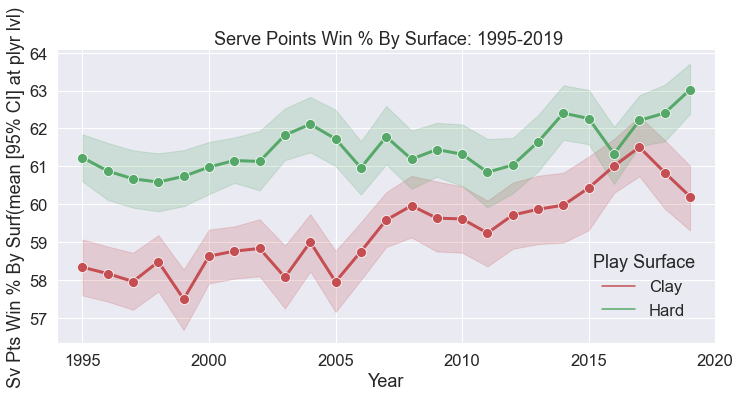 Serve Points Win % By Surface: 1995-2019
Sv Pts Win % By Surf(mean [95% CI] at plyr lvl)
64
63
62
61
60
59
58
57
Play Surface
Clay
Hard
1995 2000 2005 2010 2015 2020
Year